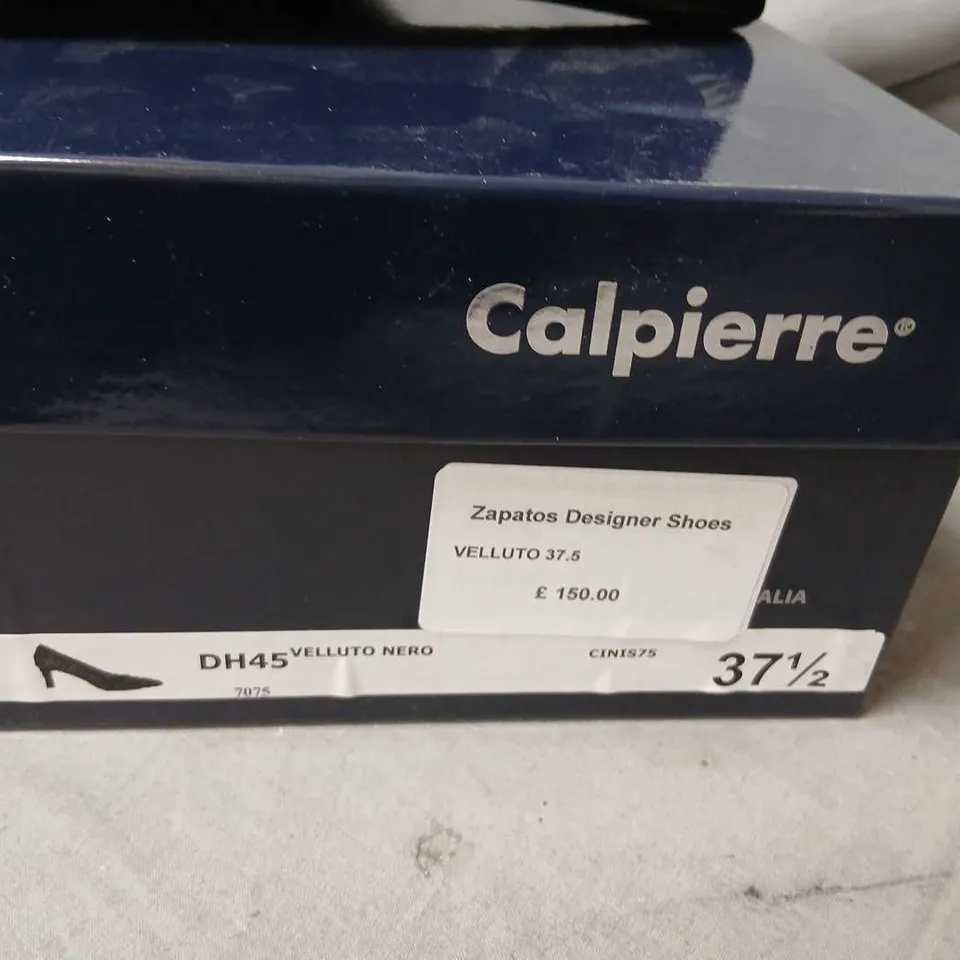 Calpierre®
Zapatos Designer Shoes
VELLUTO 37.5
£ 150.00
ALIA
DH45 VELLUTO NERO CINIS75 37½
7075